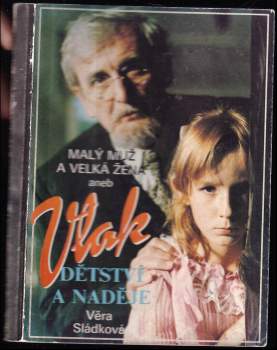 MALÝ MUŽ
A VELKÁ ŽENA
aneb
Vlak
DĚTSTVÍ
A NADĚJE
Věra
Sládková